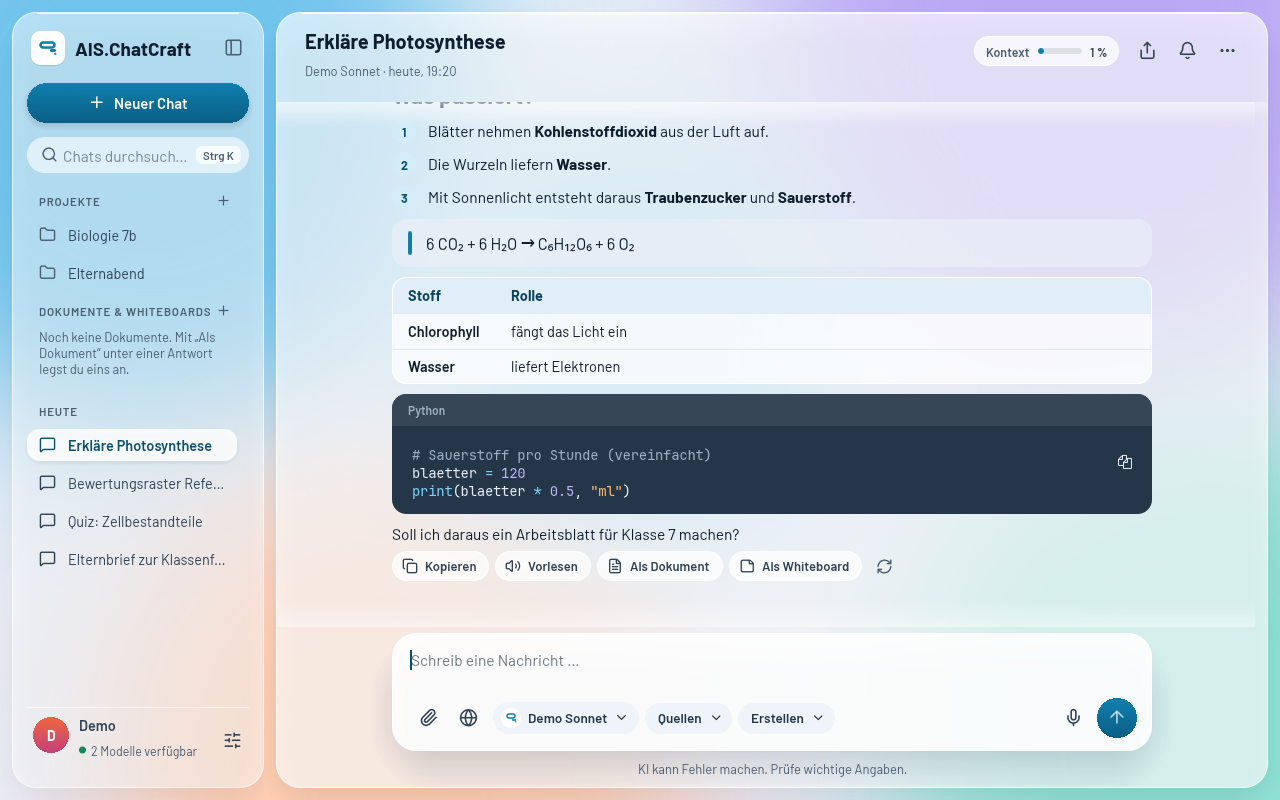 AIS.ChatCraft
Neuer Chat
Chats durchsuch... Strg K
PROJEKTE
Biologie 7b
Elternabend
DOKUMENTE & WHITEBOARDS
Noch keine Dokumente. Mit „Als
Dokument“ unter einer Antwort
legst du eins an.
HEUTE
Erkläre Photosynthese
Bewertungsraster Refe...
Quiz: Zellbestandteile
Elternbrief zur Klassenf...
D
Demo
2 Modelle verfügbar
Erkläre Photosynthese
Demo Sonnet · heute, 19:20
Kontext 1 %
Was passiert?
1 Blätter nehmen Kohlenstoffdioxid aus der Luft auf.
2 Die Wurzeln liefern Wasser.
3 Mit Sonnenlicht entsteht daraus Traubenzucker und Sauerstoff.
6 CO₂ + 6 H₂O → C₆H₁₂O₆ + 6 O₂
Stoff Rolle
Chlorophyll fängt das Licht ein
Wasser liefert Elektronen
Python
# Sauerstoff pro Stunde (vereinfacht)
blaetter = 120
print(blaetter * 0.5, "ml")
Soll ich daraus ein Arbeitsblatt für Klasse 7 machen?
Kopieren Vorlesen Als Dokument Als Whiteboard
Schreib eine Nachricht ...
Demo Sonnet Quellen Erstellen
KI kann Fehler machen. Prüfe wichtige Angaben.